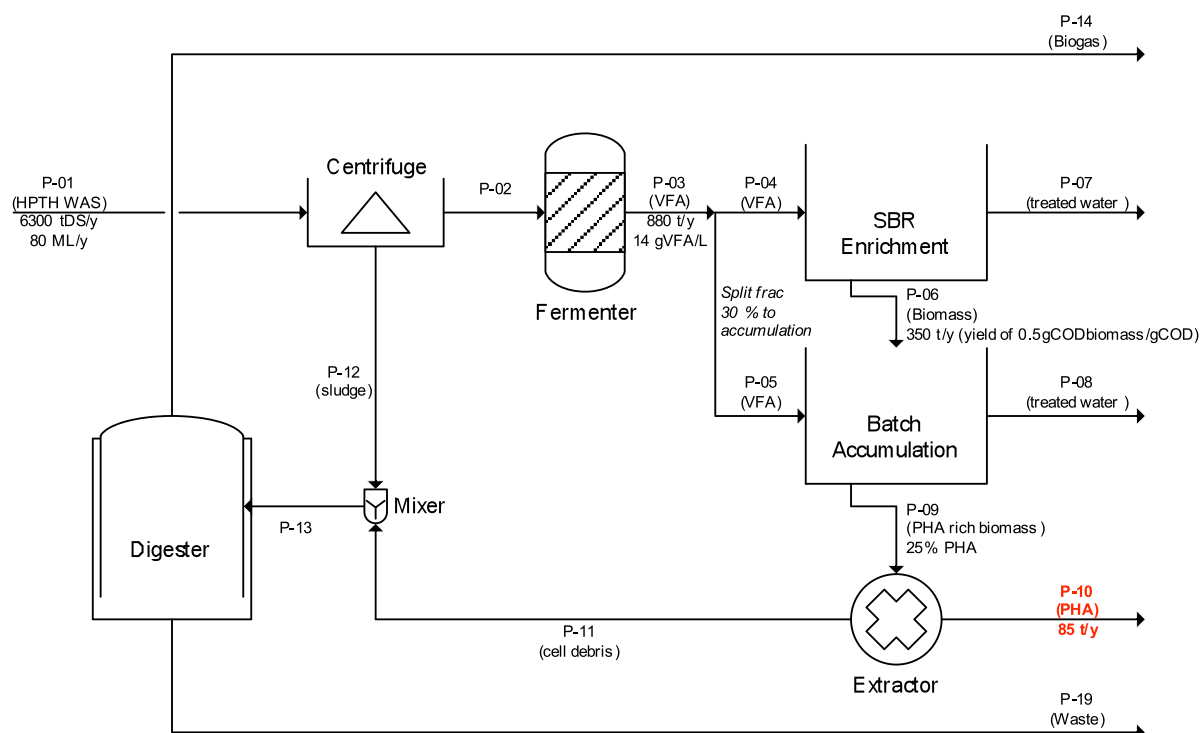 P-14
(Biogas)
P-01
(HPTH WAS)
6300 tDS/y
80 ML/y
Centrifuge
P-02
Fermenter
P-03
(VFA)
880 t/y
14 gVFA/L
P-04
(VFA)
SBR
Enrichment
P-07
(treated water )
Split frac
30 % to
accumulation
P-06
(Biomass)
350 t/y (yield of 0.5gCODbiomass/gCOD)
P-12
(sludge)
P-05
(VFA)
Batch
Accumulation
P-08
(treated water )
Mixer
P-13
Digester
P-09
(PHA rich biomass )
25% PHA
P-11
(cell debris)
Extractor
P-10
(PHA)
85 t/y
P-19
(Waste)